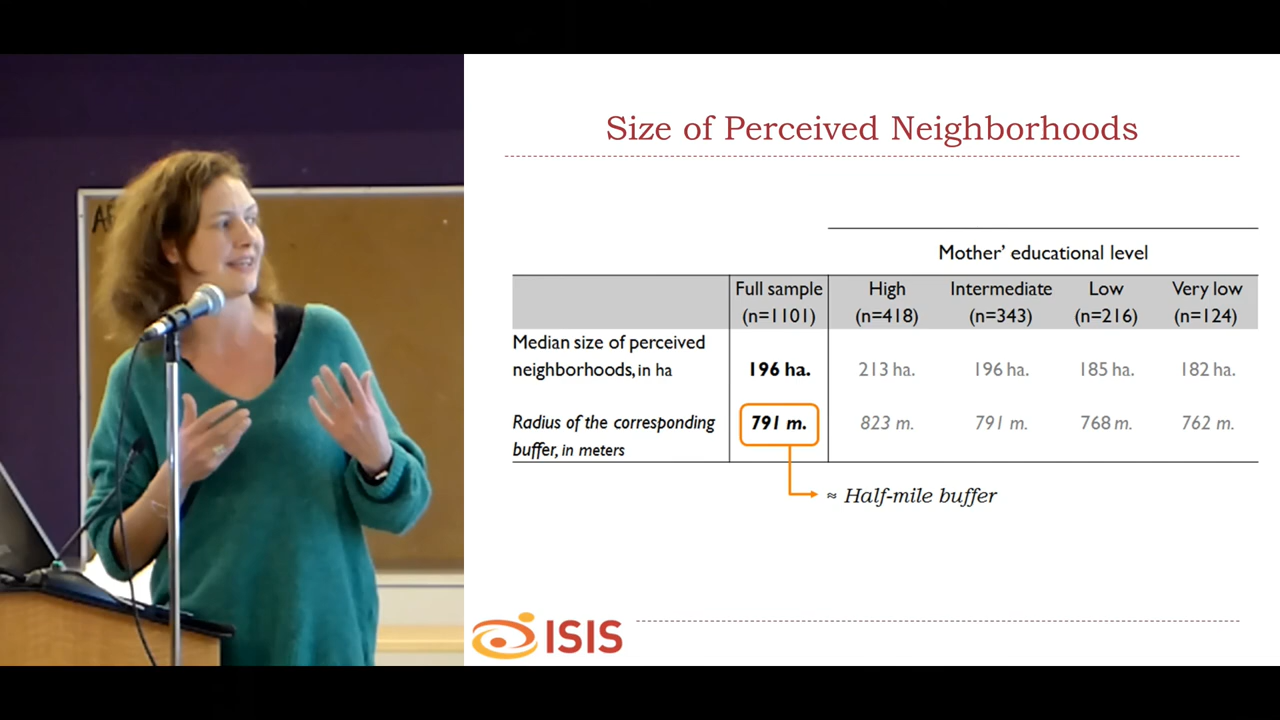 Size of Perceived Neighborhoods
Mother' educational level
Full sample High Intermediate Low Very low
(n=1101) (n=418) (n=343) (n=216) (n=124)
Median size of perceived
neighborhoods, in ha 196 ha. 213 ha. 196 ha. 185 ha. 182 ha.
Radius of the corresponding 791 m. 823 m. 791 m. 768 m. 762 m.
buffer, in meters
≈ Half-mile buffer
ISIS